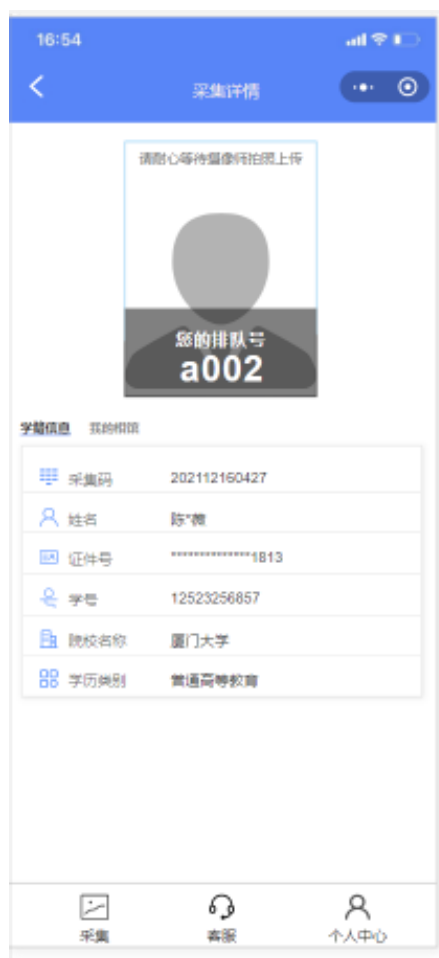 16:54
采集详情
请耐心等待摄像师拍照上传
您的排队号
a002
学籍信息 我的相馆
采集码 202112160427
姓名 陈*薇
证件号 **************1813
学号 12523256857
院校名称 厦门大学
学历类别 普通高等教育
采集 客服 个人中心